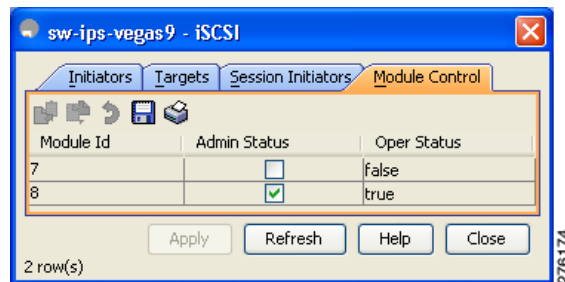 sw-ips-vegas9 - iSCSI
Initiators Targets Session Initiators Module Control
Module Id Admin Status Oper Status
7 false
8 true
Apply Refresh Help Close
2 row(s)
276174